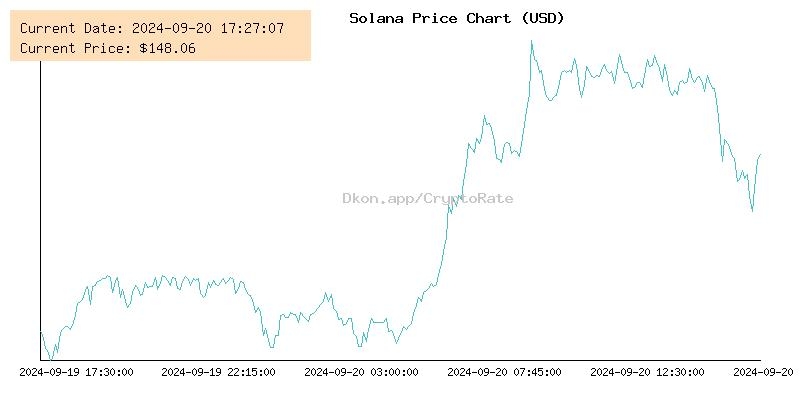 Solana Price Chart (USD)
Current Date: 2024-09-20 17:27:07
Current Price: $148.06
Dkon.app/CryptoRate
2024-09-19 17:30:00 2024-09-19 22:15:00 2024-09-20 03:00:00 2024-09-20 07:45:00 2024-09-20 12:30:00 2024-09-20